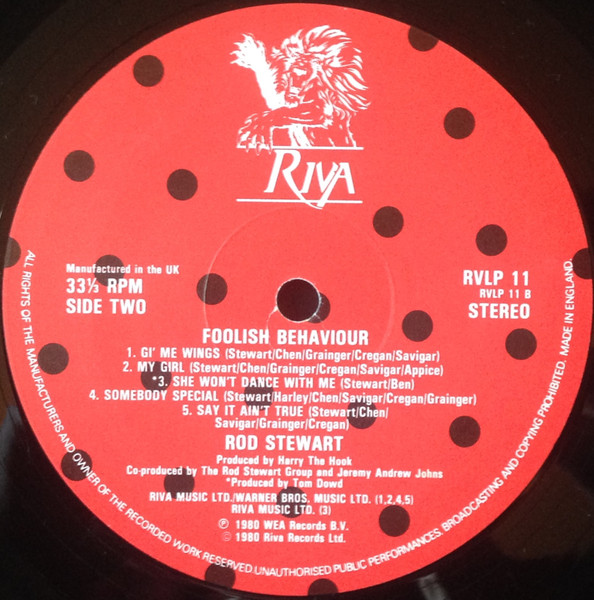 RIVA
Manufactured in the UK
33⅓ RPM
SIDE TWO
RVLP 11
RVLP 11 B
STEREO
FOOLISH BEHAVIOUR
1. GI' ME WINGS (Stewart/Chen/Grainger/Cregan/Savigar)
2. MY GIRL (Stewart/Chen/Grainger/Cregan/Savigar/Appice)
*3. SHE WON'T DANCE WITH ME (Stewart/Ben)
4. SOMEBODY SPECIAL (Stewart/Harley/Chen/Savigar/Cregan/Grainger)
5. SAY IT AIN'T TRUE (Stewart/Chen/
Savigar/Grainger/Cregan)
ROD STEWART
Produced by Harry The Hook
Co-produced by The Rod Stewart Group and Jeremy Andrew Johns
*Produced by Tom Dowd
RIVA MUSIC LTD./WARNER BROS. MUSIC LTD. (1,2,4,5)
RIVA MUSIC LTD. (3)
℗ 1980 WEA Records B.V.
© 1980 Riva Records Ltd.
ALL RIGHTS OF THE MANUFACTURERS AND OWNER OF THE RECORDED WORK RESERVED.UNAUTHORISED PUBLIC PERFORMANCES, BROADCASTING AND COPYING PROHIBITED. MADE IN ENGLAND.